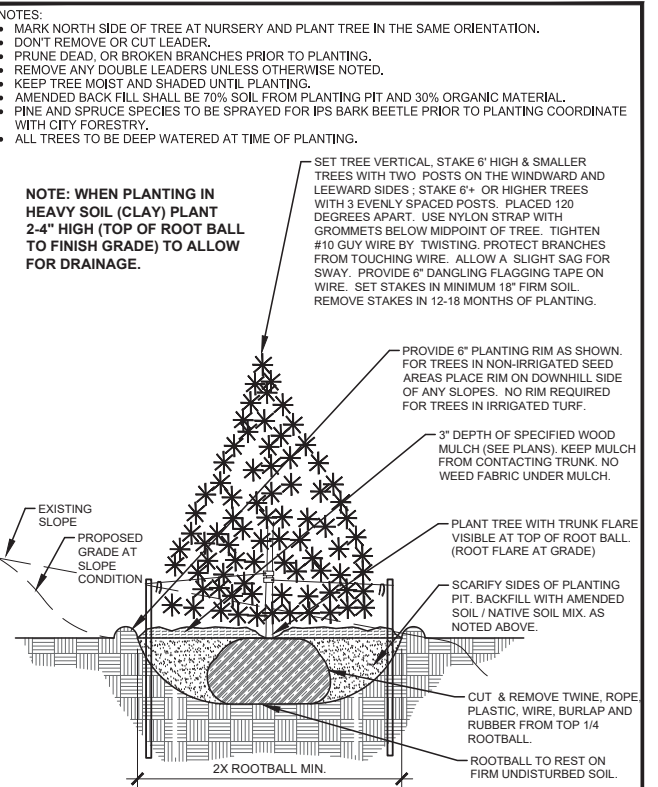 NOTES:
• MARK NORTH SIDE OF TREE AT NURSERY AND PLANT TREE IN THE SAME ORIENTATION.
• DON'T REMOVE OR CUT LEADER.
• PRUNE DEAD, OR BROKEN BRANCHES PRIOR TO PLANTING.
• REMOVE ANY DOUBLE LEADERS UNLESS OTHERWISE NOTED.
• KEEP TREE MOIST AND SHADED UNTIL PLANTING.
• AMENDED BACK FILL SHALL BE 70% SOIL FROM PLANTING PIT AND 30% ORGANIC MATERIAL.
• PINE AND SPRUCE SPECIES TO BE SPRAYED FOR IPS BARK BEETLE PRIOR TO PLANTING COORDINATE
WITH CITY FORESTRY.
• ALL TREES TO BE DEEP WATERED AT TIME OF PLANTING.
NOTE: WHEN PLANTING IN
HEAVY SOIL (CLAY) PLANT
2-4" HIGH (TOP OF ROOT BALL
TO FINISH GRADE) TO ALLOW
FOR DRAINAGE.
SET TREE VERTICAL, STAKE 6' HIGH & SMALLER
TREES WITH TWO POSTS ON THE WINDWARD AND
LEEWARD SIDES ; STAKE 6'+ OR HIGHER TREES
WITH 3 EVENLY SPACED POSTS. PLACED 120
DEGREES APART. USE NYLON STRAP WITH
GROMMETS BELOW MIDPOINT OF TREE. TIGHTEN
#10 GUY WIRE BY TWISTING. PROTECT BRANCHES
FROM TOUCHING WIRE. ALLOW A SLIGHT SAG FOR
SWAY. PROVIDE 6" DANGLING FLAGGING TAPE ON
WIRE. SET STAKES IN MINIMUM 18" FIRM SOIL.
REMOVE STAKES IN 12-18 MONTHS OF PLANTING.
PROVIDE 6" PLANTING RIM AS SHOWN.
FOR TREES IN NON-IRRIGATED SEED
AREAS PLACE RIM ON DOWNHILL SIDE
OF ANY SLOPES. NO RIM REQUIRED
FOR TREES IN IRRIGATED TURF.
3" DEPTH OF SPECIFIED WOOD
MULCH (SEE PLANS). KEEP MULCH
FROM CONTACTING TRUNK. NO
WEED FABRIC UNDER MULCH.
EXISTING
SLOPE
PROPOSED
GRADE AT
SLOPE
CONDITION
PLANT TREE WITH TRUNK FLARE
VISIBLE AT TOP OF ROOT BALL.
(ROOT FLARE AT GRADE)
SCARIFY SIDES OF PLANTING
PIT. BACKFILL WITH AMENDED
SOIL / NATIVE SOIL MIX. AS
NOTED ABOVE.
CUT & REMOVE TWINE, ROPE,
PLASTIC, WIRE, BURLAP AND
RUBBER FROM TOP 1/4
ROOTBALL.
ROOTBALL TO REST ON
FIRM UNDISTURBED SOIL.
2X ROOTBALL MIN.